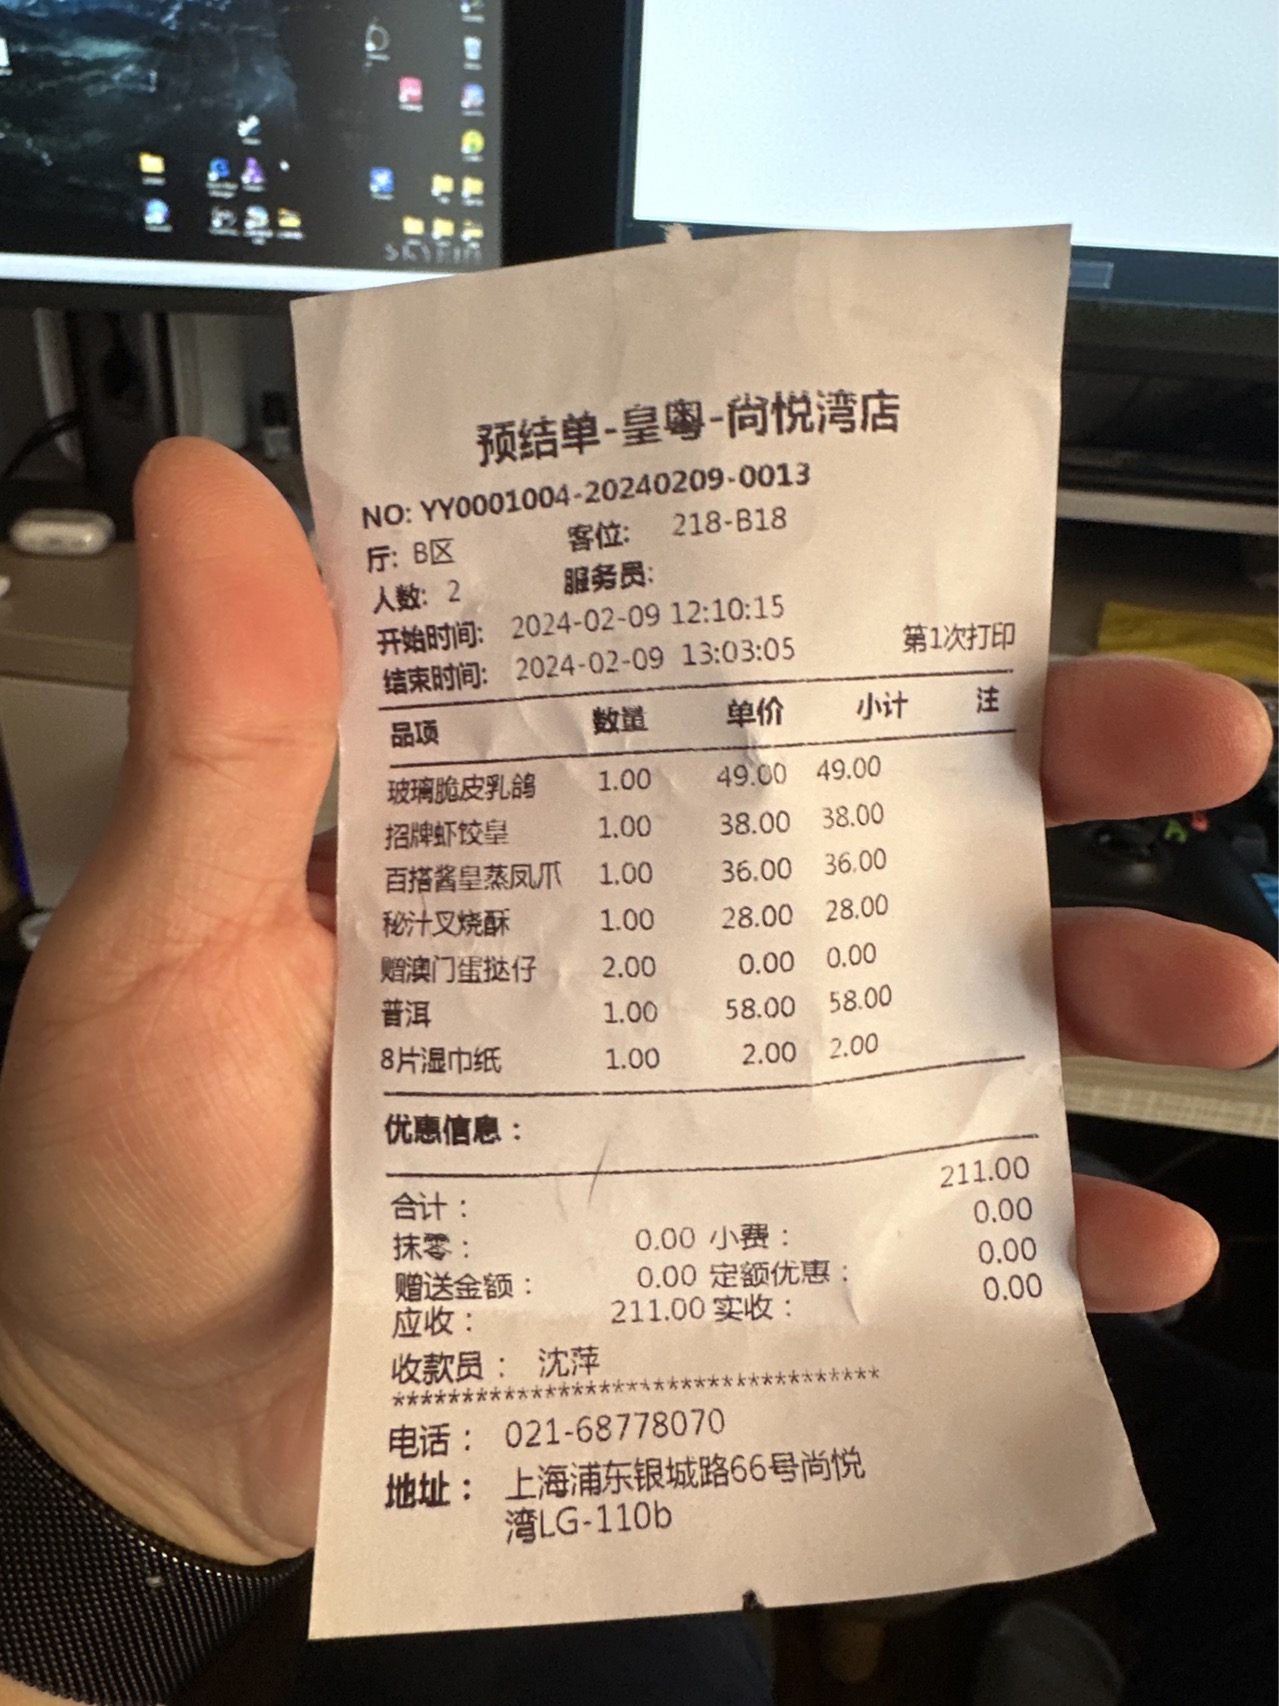 预结单-皇粤-尚悦湾店
NO: YY0001004-20240209-0013
厅: B区 客位: 218-B18
人数: 2 服务员:
开始时间: 2024-02-09 12:10:15
结束时间: 2024-02-09 13:03:05 第1次打印
品项 数量 单价 小计 注
玻璃脆皮乳鸽 1.00 49.00 49.00
招牌虾饺皇 1.00 38.00 38.00
百搭酱皇蒸凤爪 1.00 36.00 36.00
秘汁叉烧酥 1.00 28.00 28.00
赠澳门蛋挞仔 2.00 0.00 0.00
普洱 1.00 58.00 58.00
8片湿巾纸 1.00 2.00 2.00
优惠信息：
合计： 211.00
抹零： 0.00 小费： 0.00
赠送金额： 0.00 定额优惠： 0.00
应收： 211.00 实收： 0.00
收款员： 沈萍
************************************
电话： 021-68778070
地址： 上海浦东银城路66号尚悦
湾LG-110b
SKYRIM